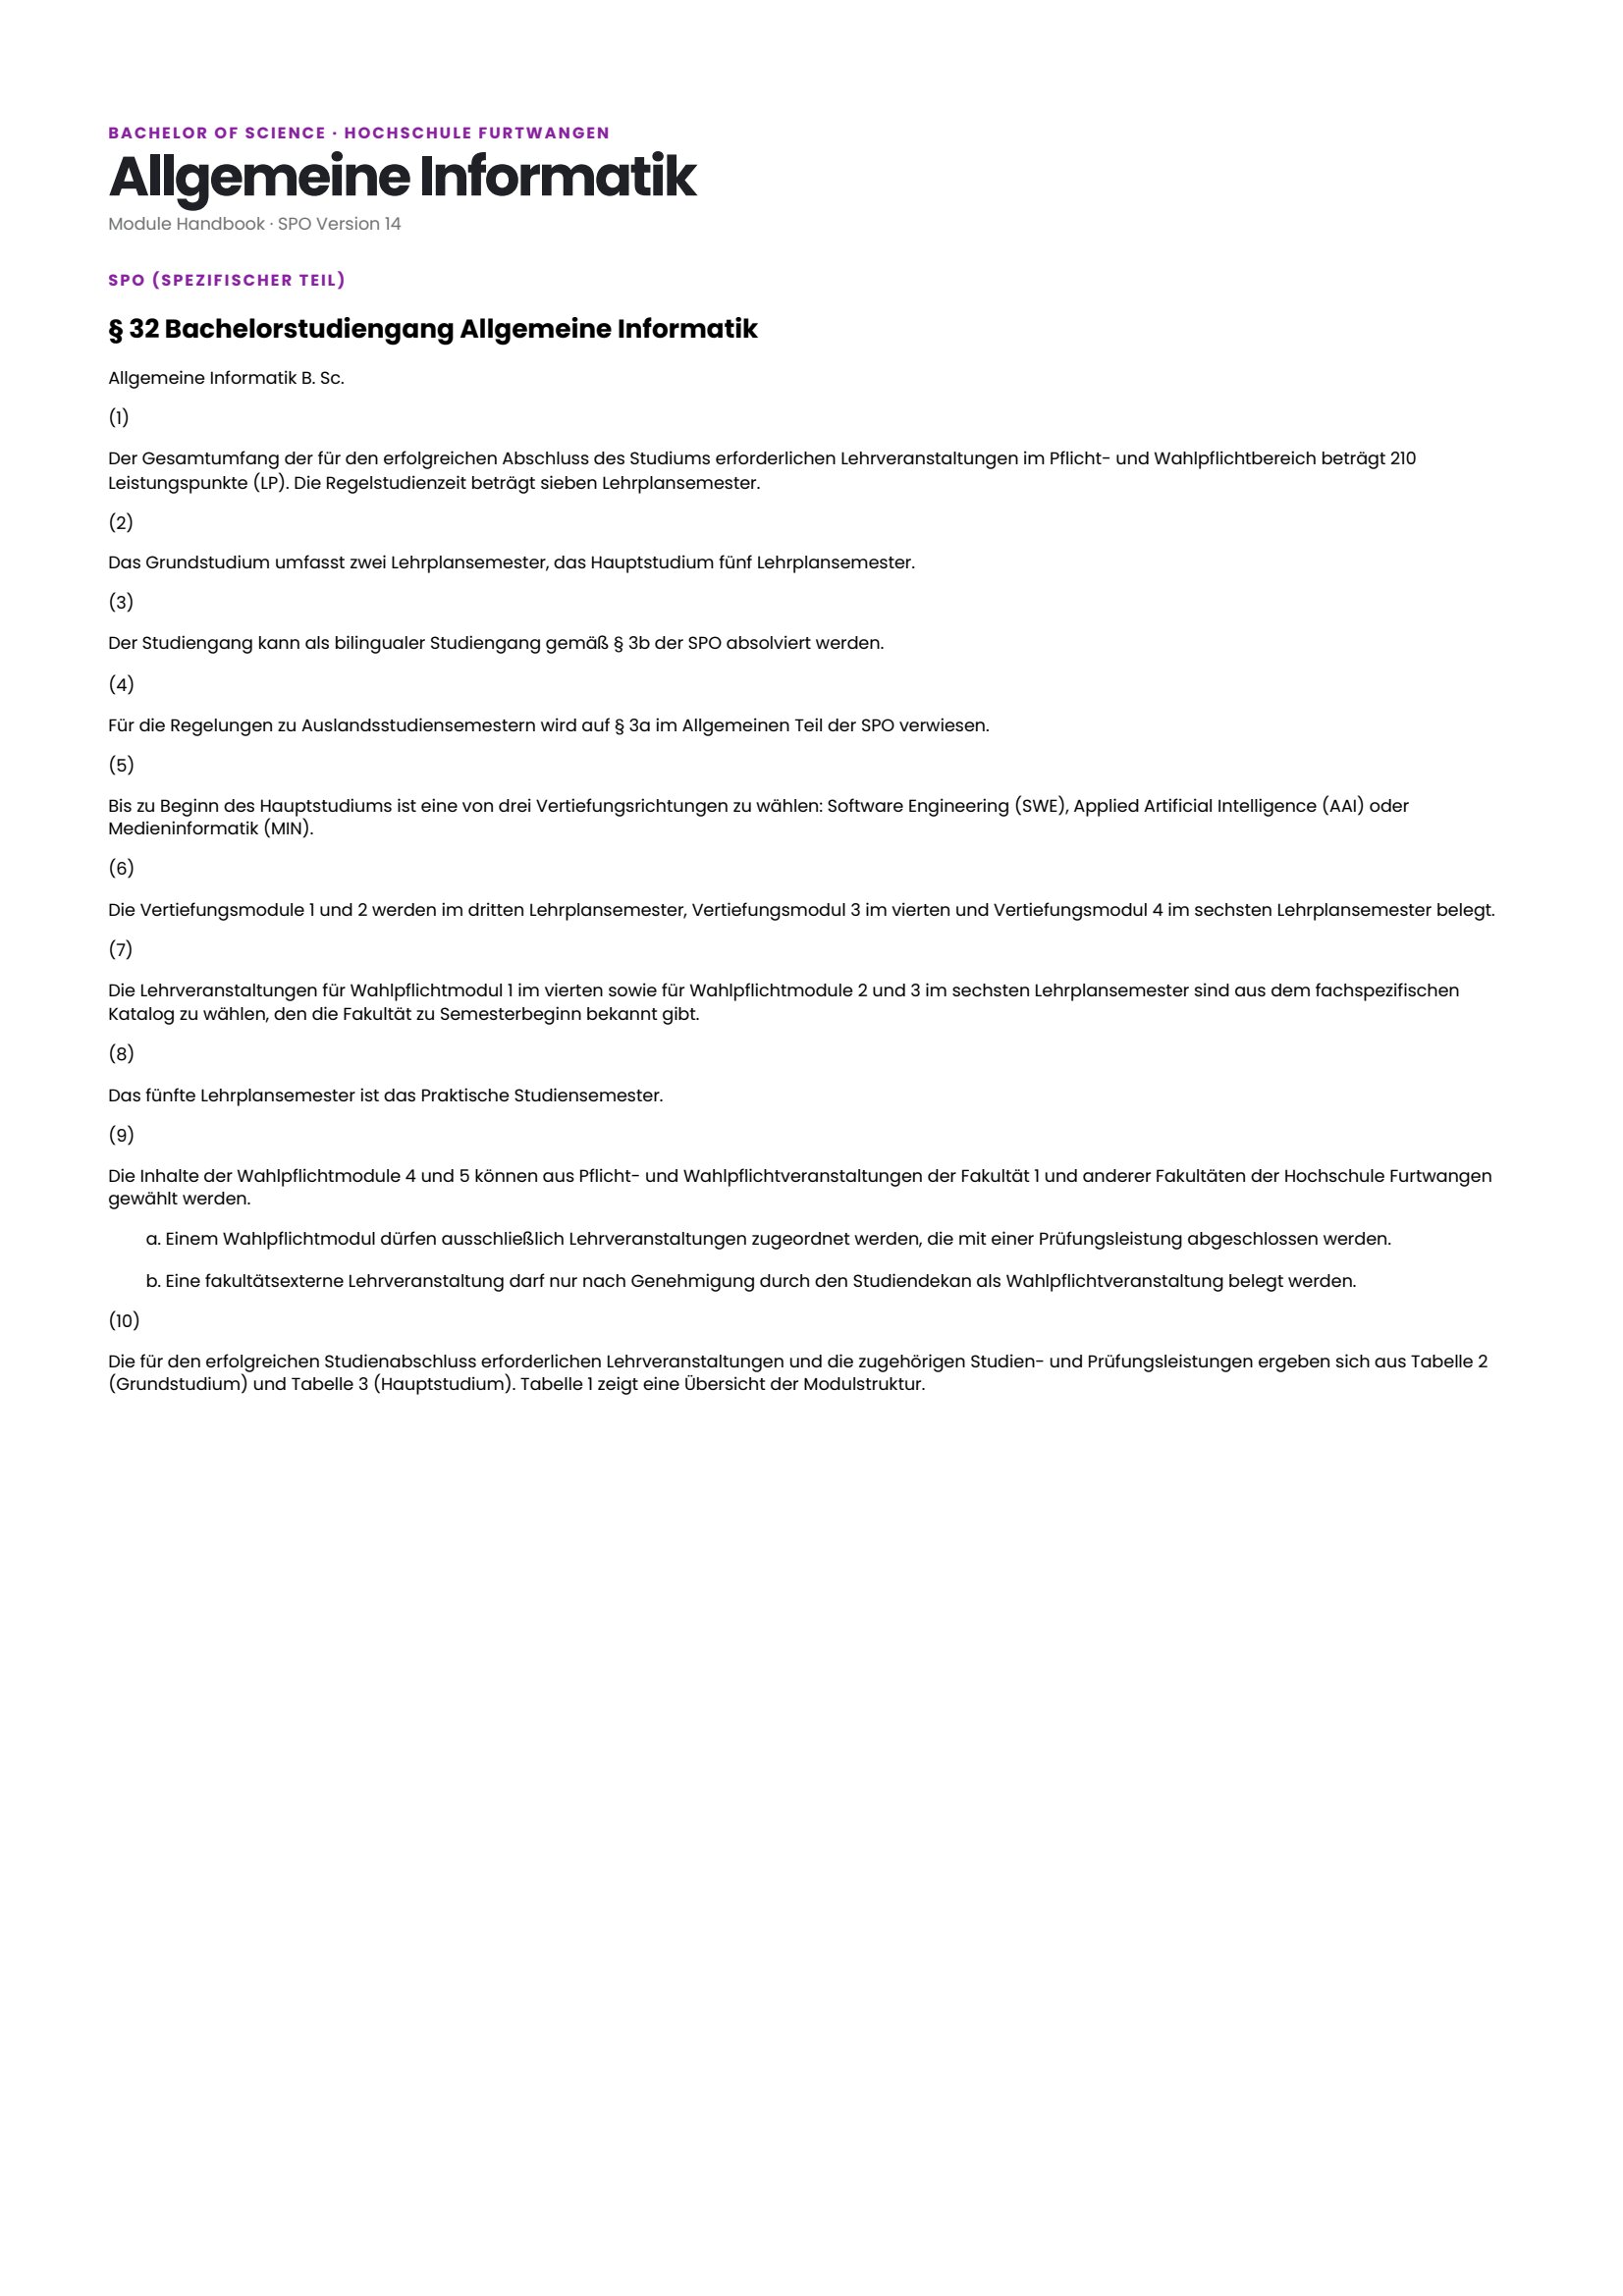 BACHELOR OF SCIENCE · HOCHSCHULE FURTWANGEN
Allgemeine Informatik
Module Handbook · SPO Version 14
SPO (SPEZIFISCHER TEIL)
§ 32 Bachelorstudiengang Allgemeine Informatik
Allgemeine Informatik B. Sc.
(1)
Der Gesamtumfang der für den erfolgreichen Abschluss des Studiums erforderlichen Lehrveranstaltungen im Pflicht- und Wahlpflichtbereich beträgt 210
Leistungspunkte (LP). Die Regelstudienzeit beträgt sieben Lehrplansemester.
(2)
Das Grundstudium umfasst zwei Lehrplansemester, das Hauptstudium fünf Lehrplansemester.
(3)
Der Studiengang kann als bilingualer Studiengang gemäß § 3b der SPO absolviert werden.
(4)
Für die Regelungen zu Auslandsstudiensemestern wird auf § 3a im Allgemeinen Teil der SPO verwiesen.
(5)
Bis zu Beginn des Hauptstudiums ist eine von drei Vertiefungsrichtungen zu wählen: Software Engineering (SWE), Applied Artificial Intelligence (AAI) oder
Medieninformatik (MIN).
(6)
Die Vertiefungsmodule 1 und 2 werden im dritten Lehrplansemester, Vertiefungsmodul 3 im vierten und Vertiefungsmodul 4 im sechsten Lehrplansemester belegt.
(7)
Die Lehrveranstaltungen für Wahlpflichtmodul 1 im vierten sowie für Wahlpflichtmodule 2 und 3 im sechsten Lehrplansemester sind aus dem fachspezifischen
Katalog zu wählen, den die Fakultät zu Semesterbeginn bekannt gibt.
(8)
Das fünfte Lehrplansemester ist das Praktische Studiensemester.
(9)
Die Inhalte der Wahlpflichtmodule 4 und 5 können aus Pflicht- und Wahlpflichtveranstaltungen der Fakultät 1 und anderer Fakultäten der Hochschule Furtwangen
gewählt werden.
a. Einem Wahlpflichtmodul dürfen ausschließlich Lehrveranstaltungen zugeordnet werden, die mit einer Prüfungsleistung abgeschlossen werden.
b. Eine fakultätsexterne Lehrveranstaltung darf nur nach Genehmigung durch den Studiendekan als Wahlpflichtveranstaltung belegt werden.
(10)
Die für den erfolgreichen Studienabschluss erforderlichen Lehrveranstaltungen und die zugehörigen Studien- und Prüfungsleistungen ergeben sich aus Tabelle 2
(Grundstudium) und Tabelle 3 (Hauptstudium). Tabelle 1 zeigt eine Übersicht der Modulstruktur.